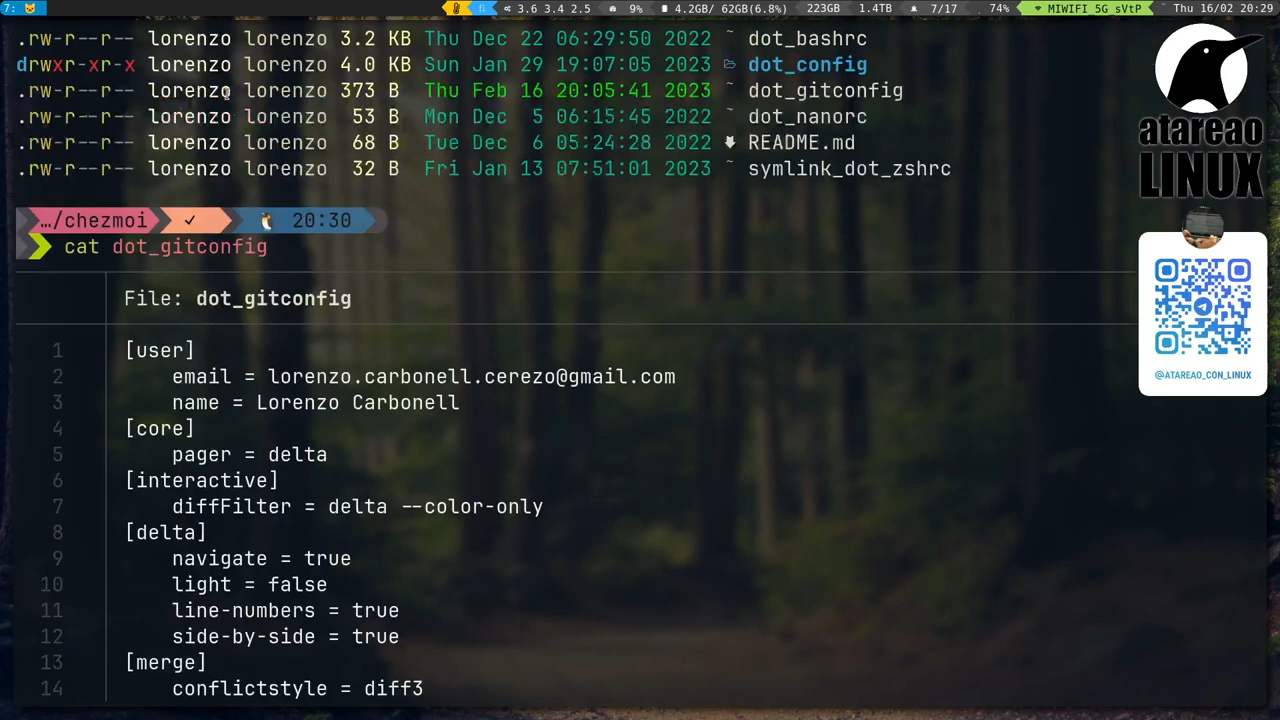 7:
3.6 3.4 2.5 9% 4.2GB/ 62GB(6.8%) 223GB 1.4TB 7/17 74% MIWIFI 5G sVtP Thu 16/02 20:29
.rw-r--r-- lorenzo lorenzo 3.2 KB Thu Dec 22 06:29:50 2022 ~ dot_bashrc
drwxr-xr-x lorenzo lorenzo 4.0 KB Sun Jan 29 19:07:05 2023 dot_config
.rw-r--r-- lorenzo lorenzo 373 B Thu Feb 16 20:05:41 2023 ~ dot_gitconfig
.rw-r--r-- lorenzo lorenzo 53 B Mon Dec 5 06:15:45 2022 ~ dot_nanorc
.rw-r--r-- lorenzo lorenzo 68 B Tue Dec 6 05:24:28 2022 README.md
.rw-r--r-- lorenzo lorenzo 32 B Fri Jan 13 07:51:01 2023 ~ symlink_dot_zshrc
atareao
LINUX
@ATAREAO_CON_LINUX
…/chezmoi ✓ 20:30
cat dot_gitconfig
File: dot_gitconfig
1 [user]
2 email = lorenzo.carbonell.cerezo@gmail.com
3 name = Lorenzo Carbonell
4 [core]
5 pager = delta
6 [interactive]
7 diffFilter = delta --color-only
8 [delta]
9 navigate = true
10 light = false
11 line-numbers = true
12 side-by-side = true
13 [merge]
14 conflictstyle = diff3